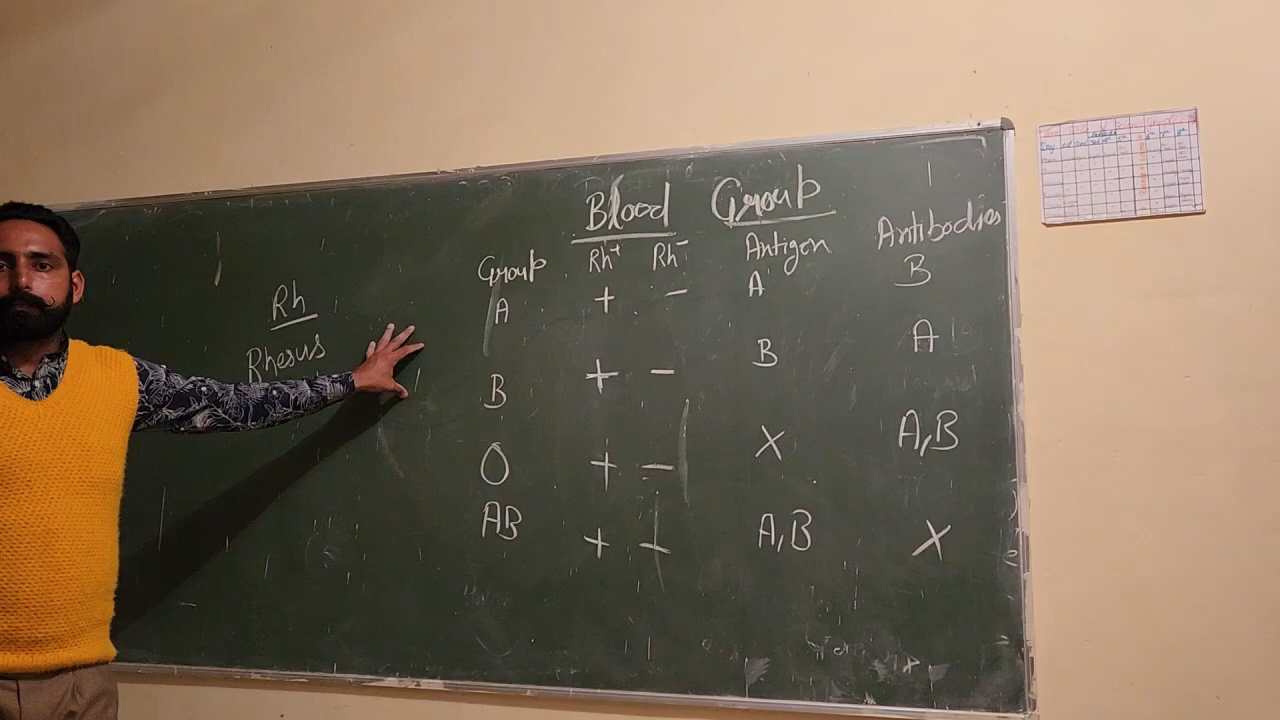 Blood Group
Group Rh+ Rh- Antigen Antibodies
A + - A B
B + - B A
O + - X A,B
AB + + A,B X
Rh
Rhesus